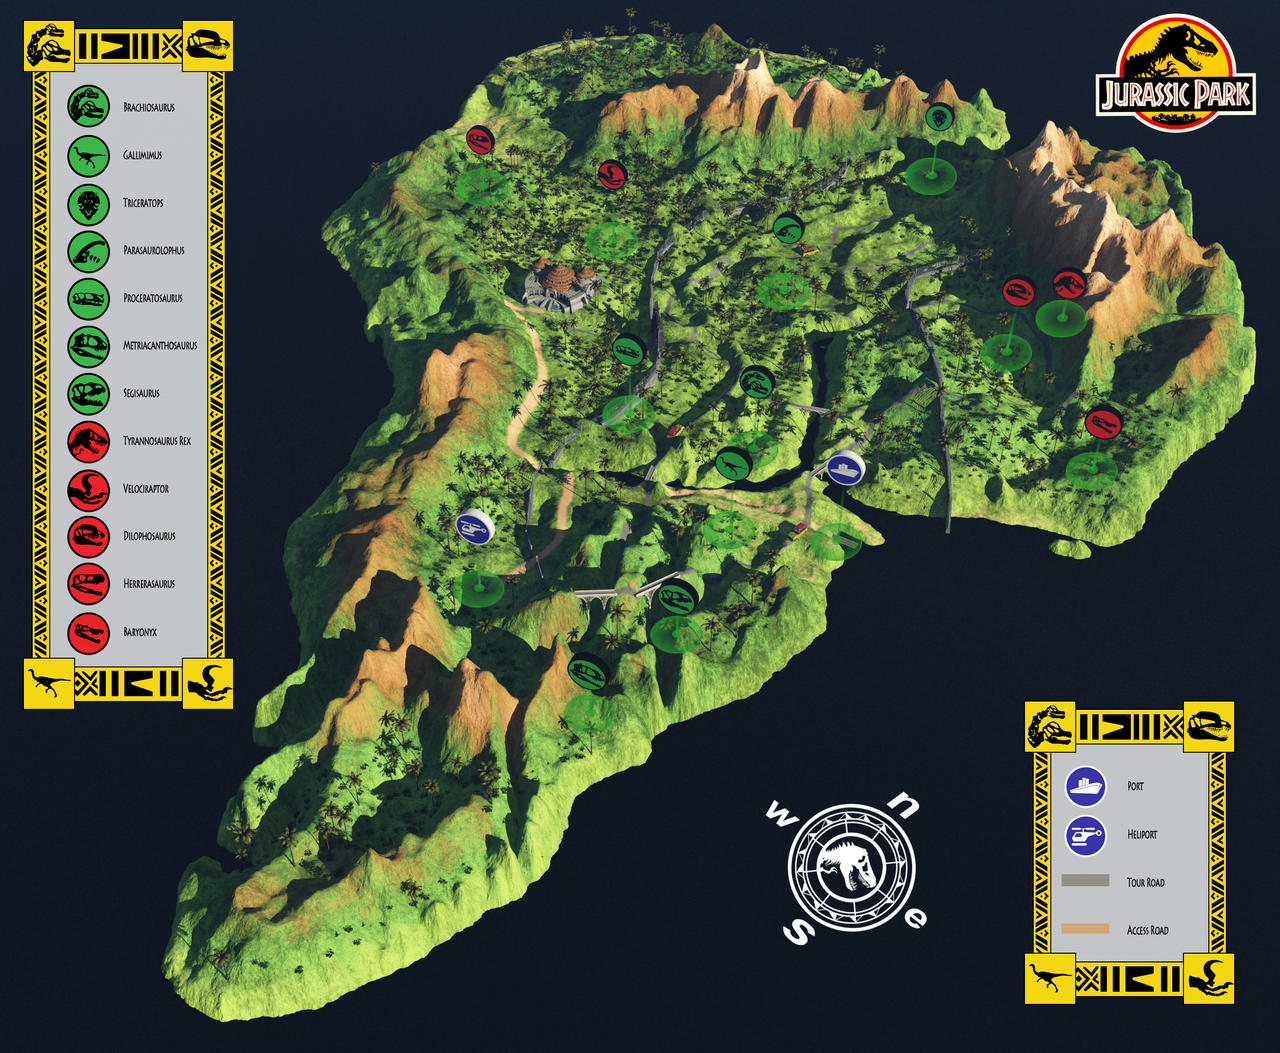 Brachiosaurus
Gallimimus
Triceratops
Parasaurolophus
Proceratosaurus
Metriacanthosaurus
Segisaurus
Tyrannosaurus Rex
Velociraptor
Dilophosaurus
Herrerasaurus
Baryonyx
JURASSIC PARK
Port
Heliport
Tour Road
Access Road
w
n
s
e